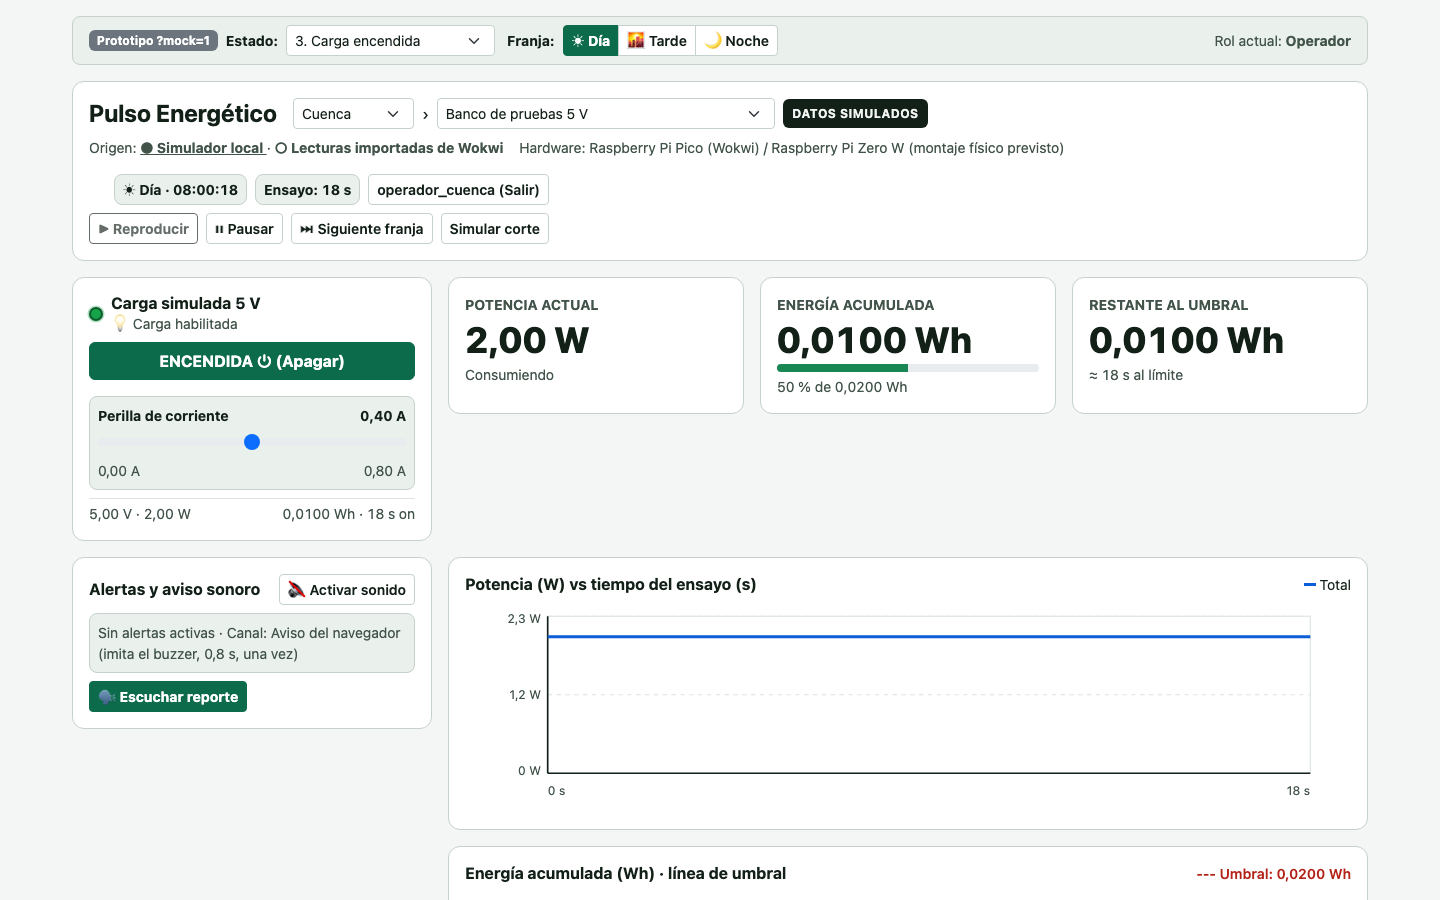 Prototipo ?mock=1 Estado: 3. Carga encendida Franja: ☀ Día Tarde Noche Rol actual: Operador
Pulso Energético Cuenca › Banco de pruebas 5 V DATOS SIMULADOS
Origen: ● Simulador local · ○ Lecturas importadas de Wokwi Hardware: Raspberry Pi Pico (Wokwi) / Raspberry Pi Zero W (montaje físico previsto)
☀ Día · 08:00:18 Ensayo: 18 s operador_cuenca (Salir)
▶ Reproducir ⏸ Pausar ⏭ Siguiente franja Simular corte
Carga simulada 5 V
💡 Carga habilitada
ENCENDIDA ⏻ (Apagar)
Perilla de corriente 0,40 A
0,00 A 0,80 A
5,00 V · 2,00 W 0,0100 Wh · 18 s on
POTENCIA ACTUAL
2,00 W
Consumiendo
ENERGÍA ACUMULADA
0,0100 Wh
50 % de 0,0200 Wh
RESTANTE AL UMBRAL
0,0100 Wh
≈ 18 s al límite
Alertas y aviso sonoro Activar sonido
Sin alertas activas · Canal: Aviso del navegador
(imita el buzzer, 0,8 s, una vez)
Escuchar reporte
Potencia (W) vs tiempo del ensayo (s) Total
2,3 W
1,2 W
0 W
0 s 18 s
Energía acumulada (Wh) · línea de umbral --- Umbral: 0,0200 Wh